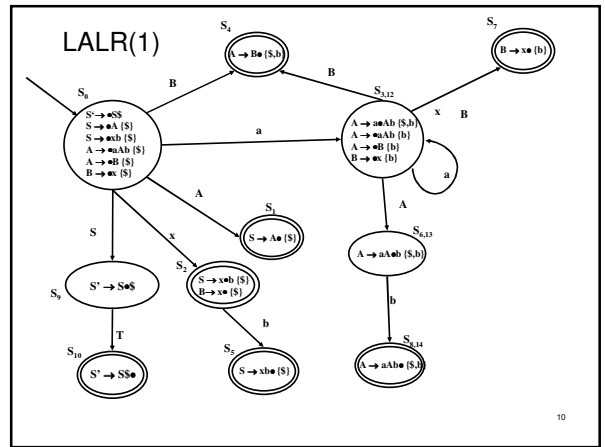 LALR(1)
S₄
A → B● {$,b}
S₇
B → x● {b}
B
B
S₀
S‘ → ●S$
S → ●A {$}
S → ●xb {$}
A → ●aAb {$}
A → ●B {$}
B → ●x {$}
S₃,₁₂
A → a●Ab {$,b}
A → ●aAb {b}
A → ●B {b}
B → ●x {b}
x
B
a
a
A
S₁
S → A● {$}
A
S
x
S₆,₁₃
A → aA●b {$,b}
S₉
S’ → S●$
S₂
S → x●b {$}
B → x● {$}
b
b
T
S₁₀
S’ → S$●
S₅
S → xb● {$}
S₈,₁₄
A → aAb● {$,b}
10